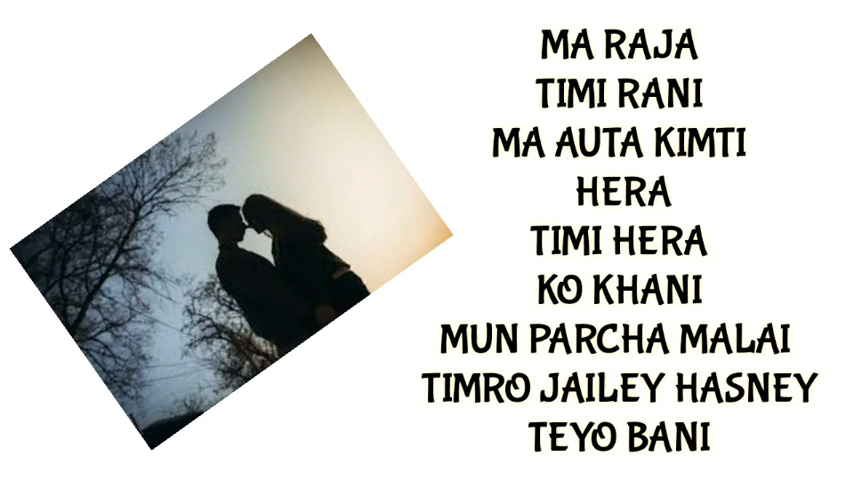 MA RAJA
TIMI RANI
MA AUTA KIMTI
HERA
TIMI HERA
KO KHANI
MUN PARCHA MALAI
TIMRO JAILEY HASNEY
TEYO BANI